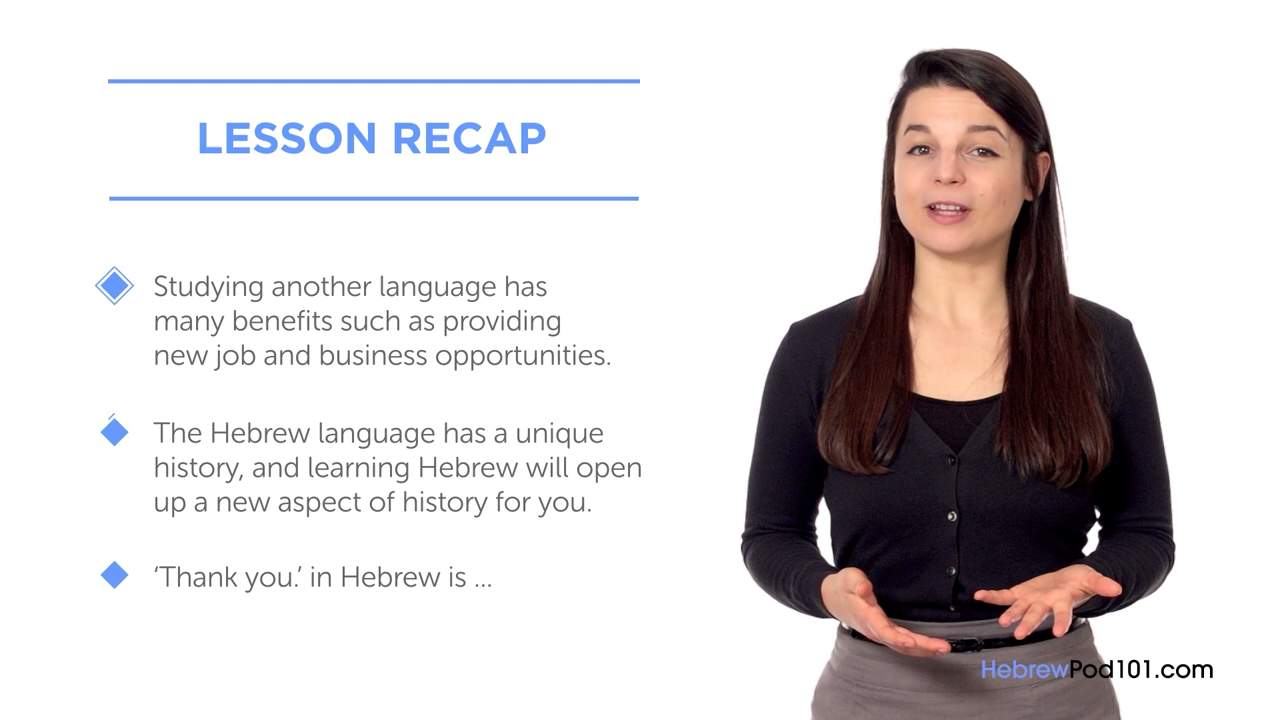 LESSON RECAP
Studying another language has
many benefits such as providing
new job and business opportunities.
The Hebrew language has a unique
history, and learning Hebrew will open
up a new aspect of history for you.
‘Thank you.’ in Hebrew is ...
HebrewPod101.com